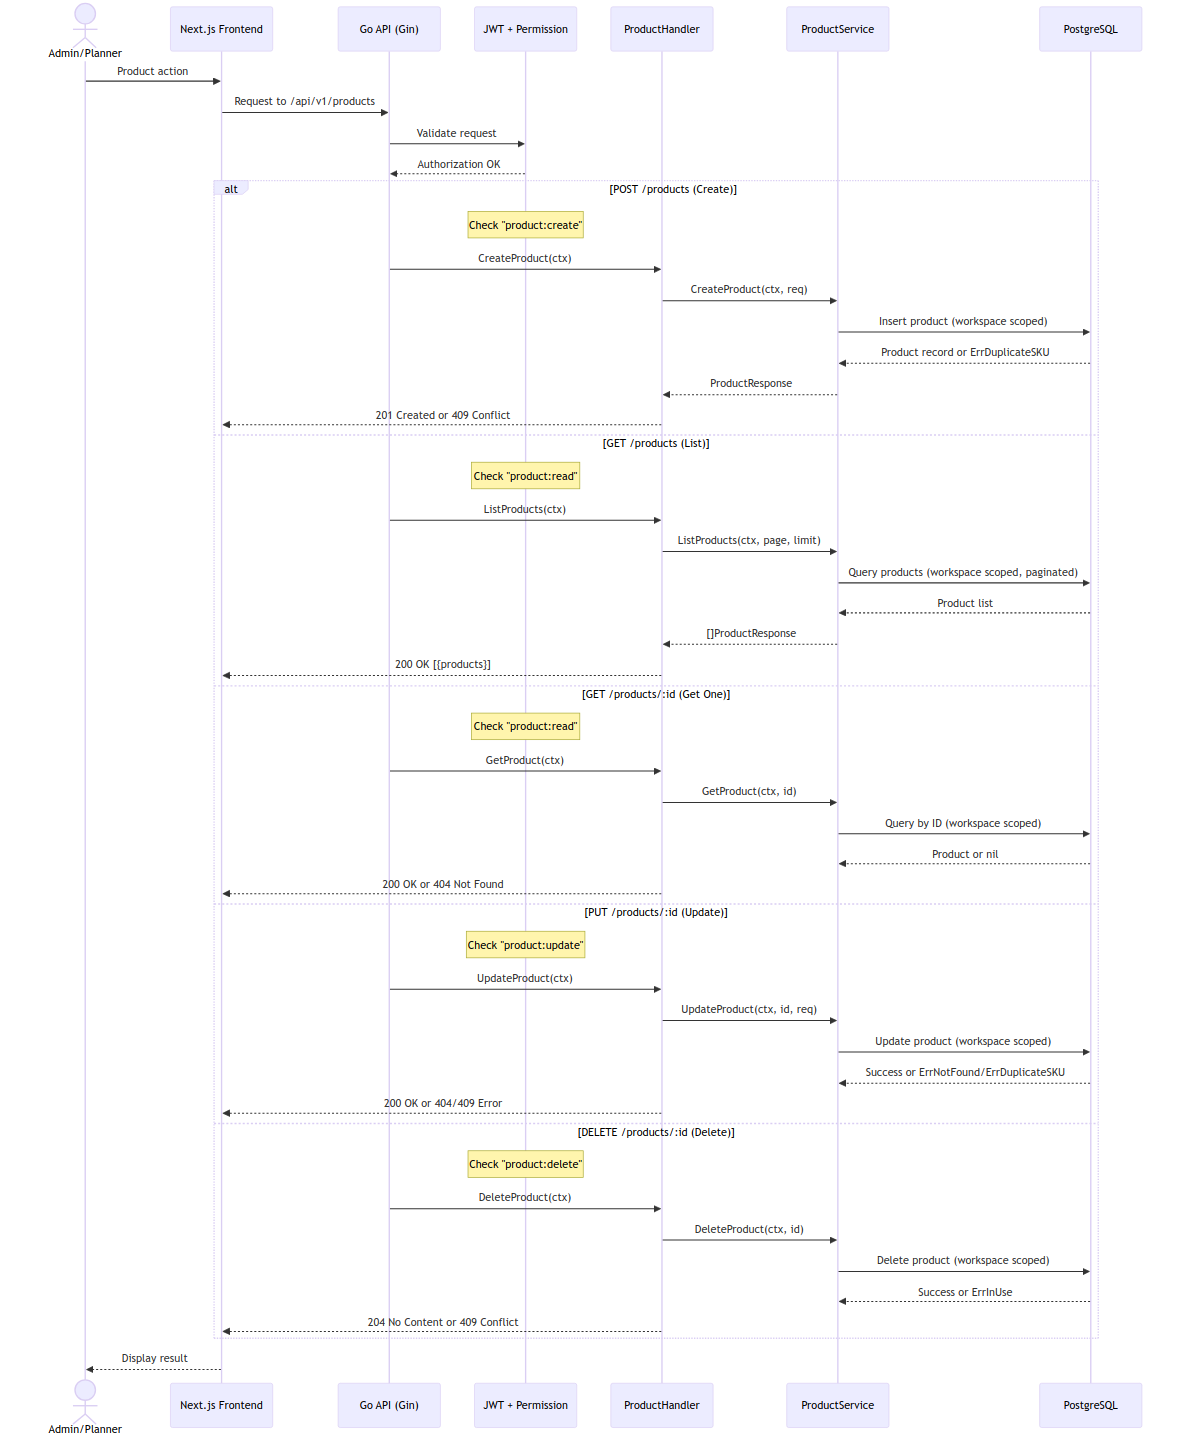 Admin/Planner
Next.js Frontend
Go API (Gin)
JWT + Permission
ProductHandler
ProductService
PostgreSQL
Product action
Request to /api/v1/products
Validate request
Authorization OK
alt
[POST /products (Create)]
Check "product:create"
CreateProduct(ctx)
CreateProduct(ctx, req)
Insert product (workspace scoped)
Product record or ErrDuplicateSKU
ProductResponse
201 Created or 409 Conflict
[GET /products (List)]
Check "product:read"
ListProducts(ctx)
ListProducts(ctx, page, limit)
Query products (workspace scoped, paginated)
Product list
[]ProductResponse
200 OK [{products}]
[GET /products/:id (Get One)]
Check "product:read"
GetProduct(ctx)
GetProduct(ctx, id)
Query by ID (workspace scoped)
Product or nil
200 OK or 404 Not Found
[PUT /products/:id (Update)]
Check "product:update"
UpdateProduct(ctx)
UpdateProduct(ctx, id, req)
Update product (workspace scoped)
Success or ErrNotFound/ErrDuplicateSKU
200 OK or 404/409 Error
[DELETE /products/:id (Delete)]
Check "product:delete"
DeleteProduct(ctx)
DeleteProduct(ctx, id)
Delete product (workspace scoped)
Success or ErrInUse
204 No Content or 409 Conflict
Display result
Admin/Planner
Next.js Frontend
Go API (Gin)
JWT + Permission
ProductHandler
ProductService
PostgreSQL